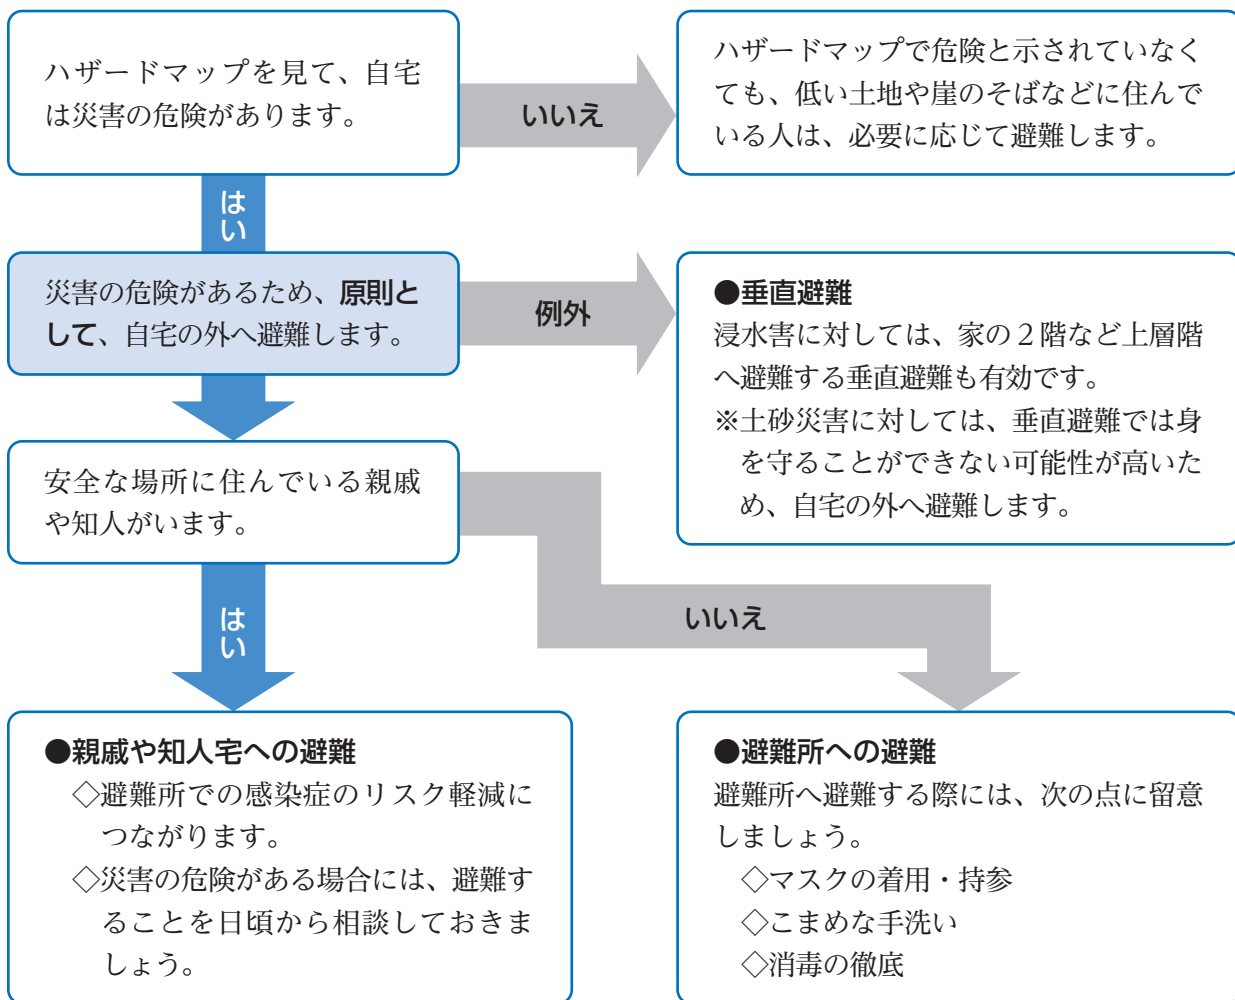 ハザードマップを見て、自宅
は災害の危険があります。
いいえ
ハザードマップで危険と示されていなく
ても、低い土地や崖のそばなどに住んで
いる人は、必要に応じて避難します。
はい
災害の危険があるため、原則と
して、自宅の外へ避難します。
例外
●垂直避難
浸水害に対しては、家の２階など上層階
へ避難する垂直避難も有効です。
※土砂災害に対しては、垂直避難では身
を守ることができない可能性が高いた
め、自宅の外へ避難します。
安全な場所に住んでいる親戚
や知人がいます。
はい
いいえ
●親戚や知人宅への避難
◇避難所での感染症のリスク軽減に
つながります。
◇災害の危険がある場合には、避難す
ることを日頃から相談しておきま
しょう。
●避難所への避難
避難所へ避難する際には、次の点に留意
しましょう。
◇マスクの着用・持参
◇こまめな手洗い
◇消毒の徹底